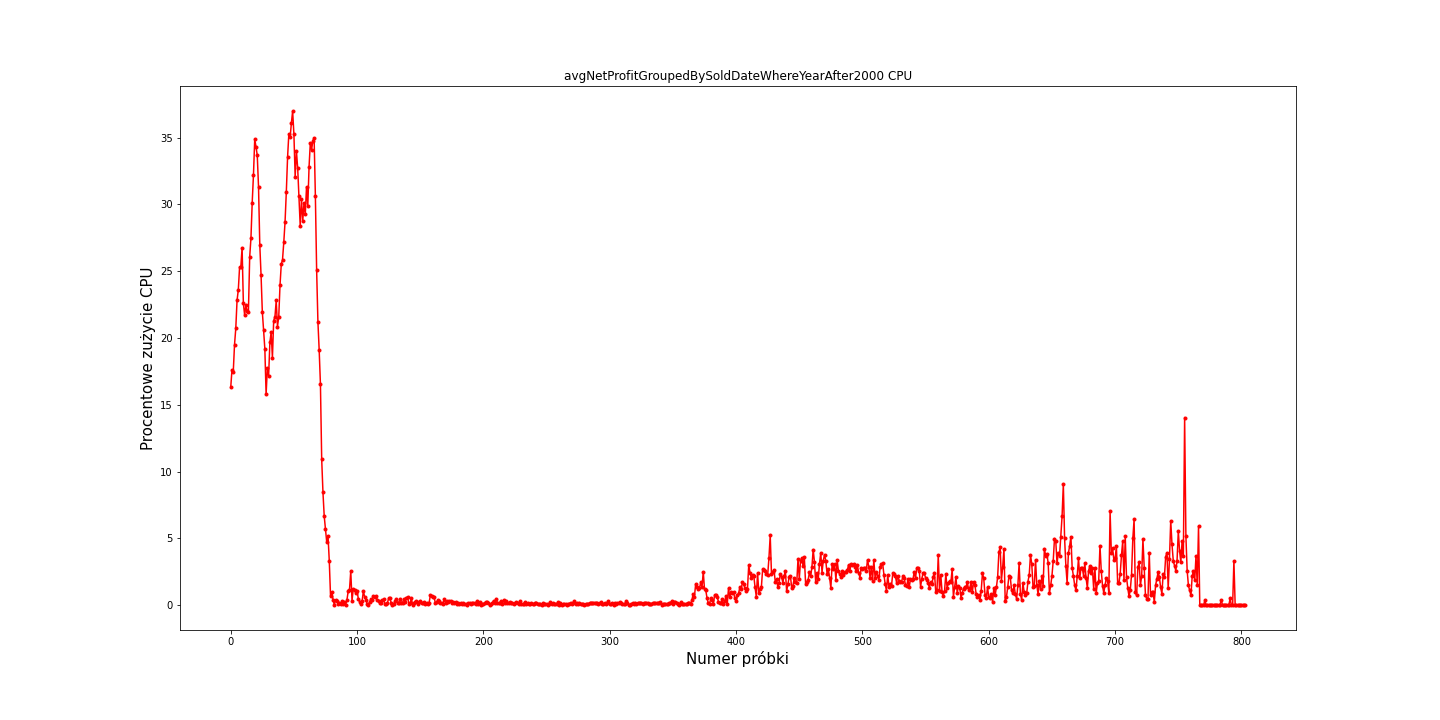 avgNetProfitGroupedBySoldDateWhereYearAfter2000 CPU
Procentowe zużycie CPU
35
30
25
20
15
10
5
0
0 100 200 300 400 500 600 700 800
Numer próbki